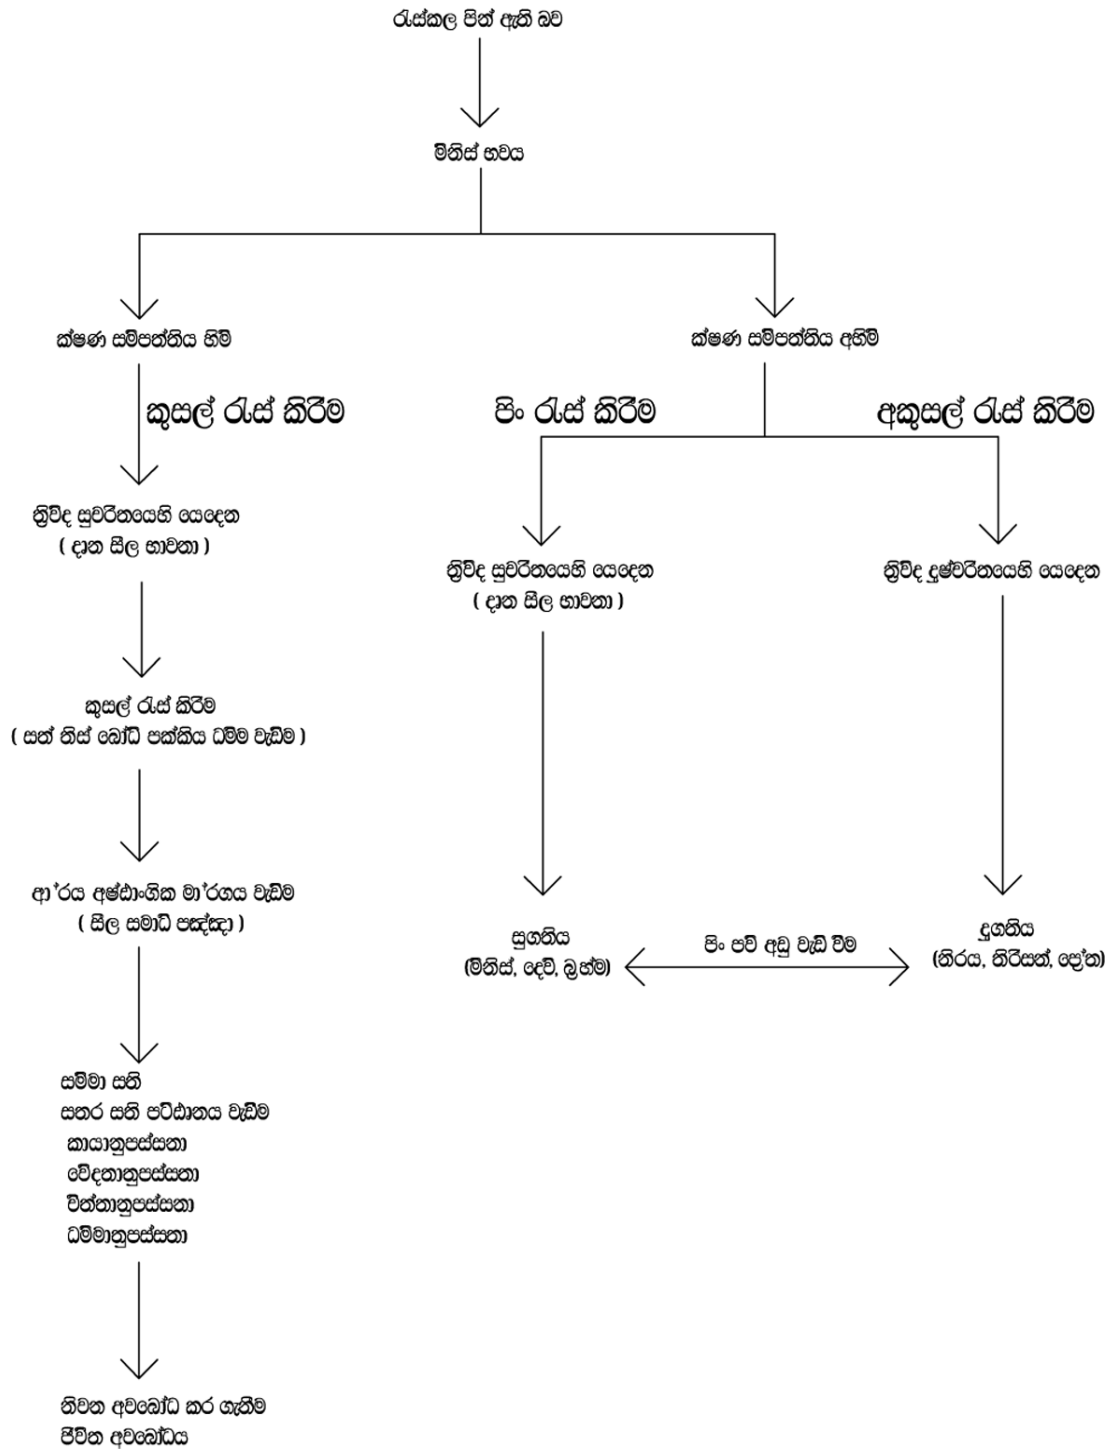 රැස්කල පින් ඇති බව
මිනිස් භවය
ක්ෂණ සම්පත්තිය හිමි
ක්ෂණ සම්පත්තිය අහිමි
කුසල් රැස් කිරීම
පිං රැස් කිරීම
අකුසල් රැස් කිරීම
ත්‍රිවිද සුචරිතයෙහි යෙදෙන
( දාන සීල භාවනා )
ත්‍රිවිද සුචරිතයෙහි යෙදෙන
( දාන සීල භාවනා )
ත්‍රිවිද දුෂ්චරිතයෙහි යෙදෙන
කුසල් රැස් කිරීම
( සත් තිස් බෝධි පක්කිය ධම්ම වැඩීම )
ආර්‍ය අෂ්ඨාංගික මාර්ගය වැඩීම
( සීල සමාධි පඤ්ඤා )
සුගතිය
(මිනිස්, දෙව්, බ්‍රහ්ම)
පිං පව් අඩු වැඩි වීම
දුගතිය
(නිරය, තිරිසන්, ප්‍රේත)
සම්මා සති
සතර සති පට්ඨානය වැඩීම
කායානුපස්සනා
වේදනානුපස්සනා
චිත්තානුපස්සනා
ධම්මානුපස්සනා
නිවන අවබෝධ කර ගැනීම
ජීවිත අවබෝධය